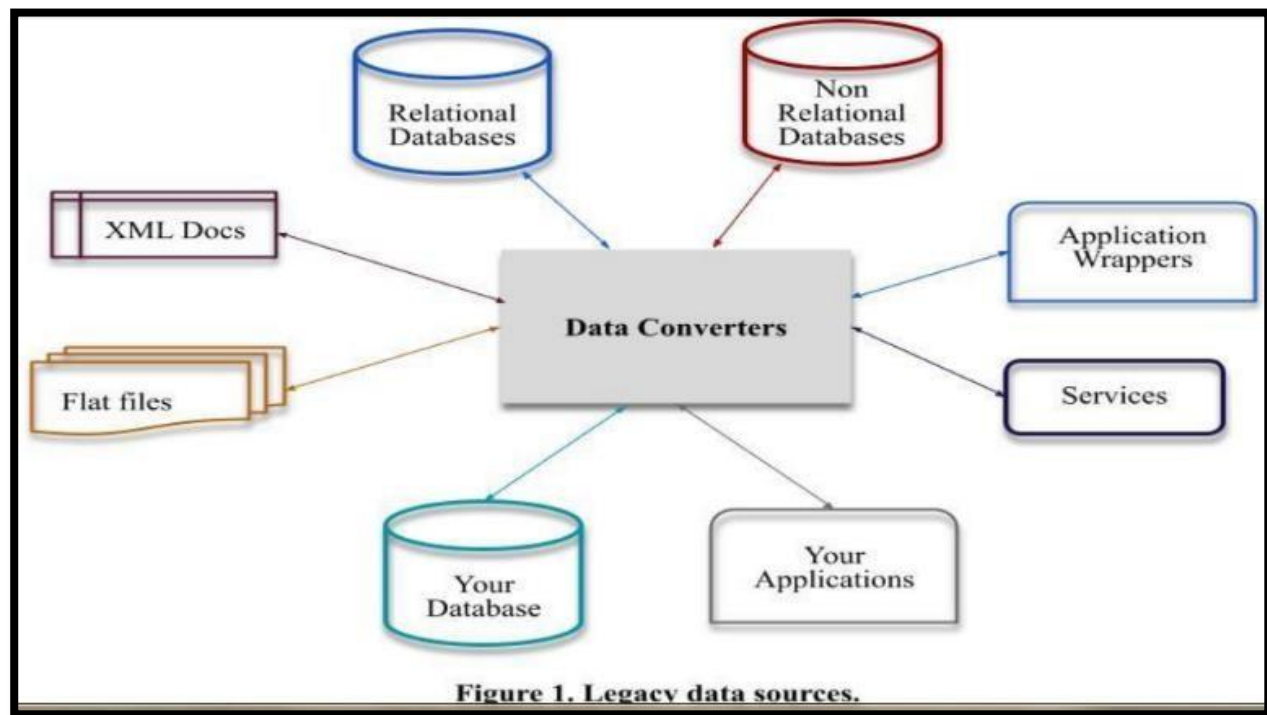 Relational
Databases
Non
Relational
Databases
XML Docs
Application
Wrappers
Data Converters
Flat files
Services
Your
Database
Your
Applications
Figure 1. Legacy data sources.